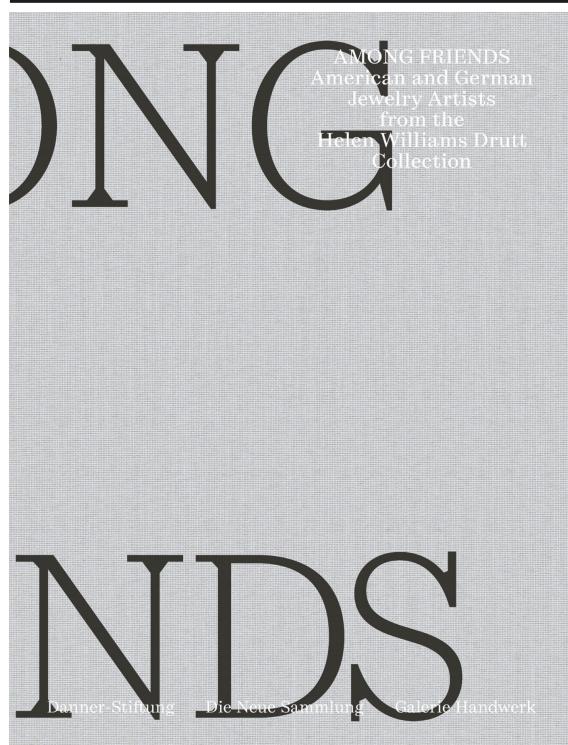 ONG
AMONG FRIENDS
American and German
Jewelry Artists
from the
Helen Williams Drutt
Collection
NDS
Danner-Stiftung Die Neue Sammlung Galerie Handwerk